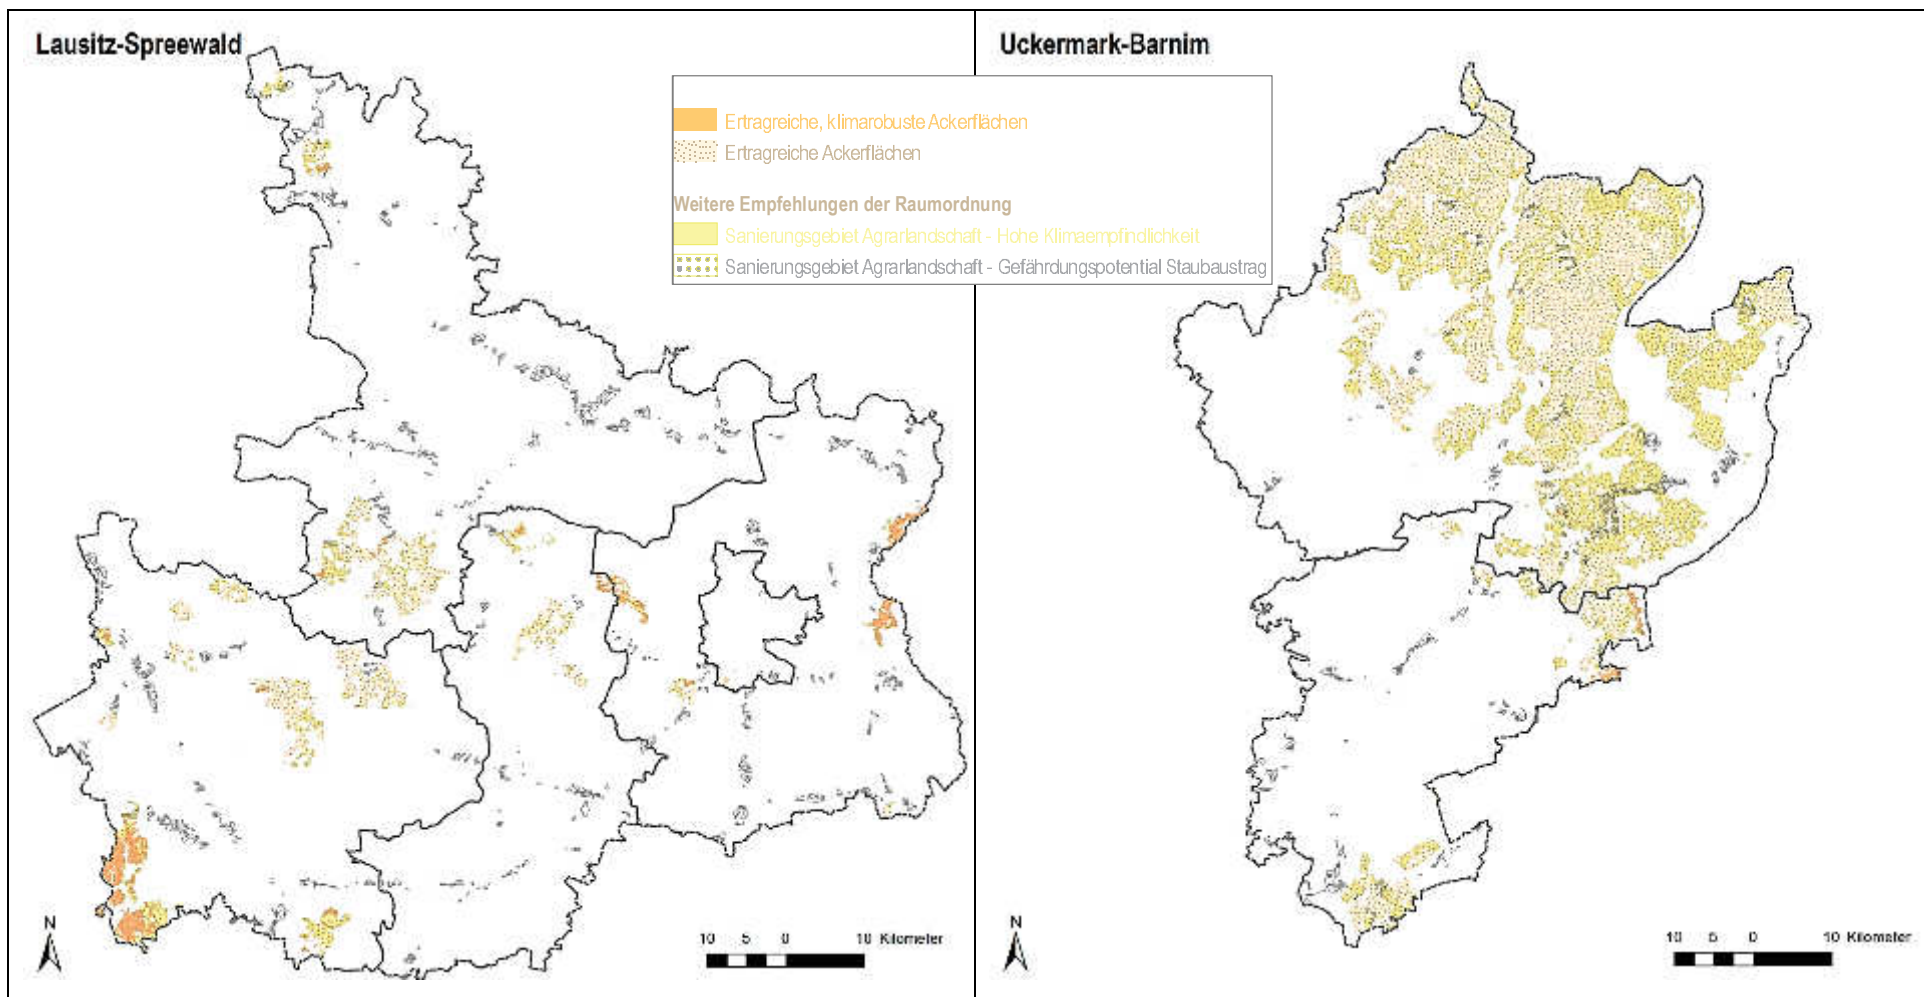 Lausitz-Spreewald
Uckermark-Barnim
Ertragreiche, klimarobuste Ackerflächen
Ertragreiche Ackerflächen
Weitere Empfehlungen der Raumordnung
Sanierungsgebiet Agrarlandschaft - Hohe Klimaempfindlichkeit
Sanierungsgebiet Agrarlandschaft - Gefährdungspotential Staubaustrag
N
10 5 0 10 Kilometer
N
10 5 0 10 Kilometer